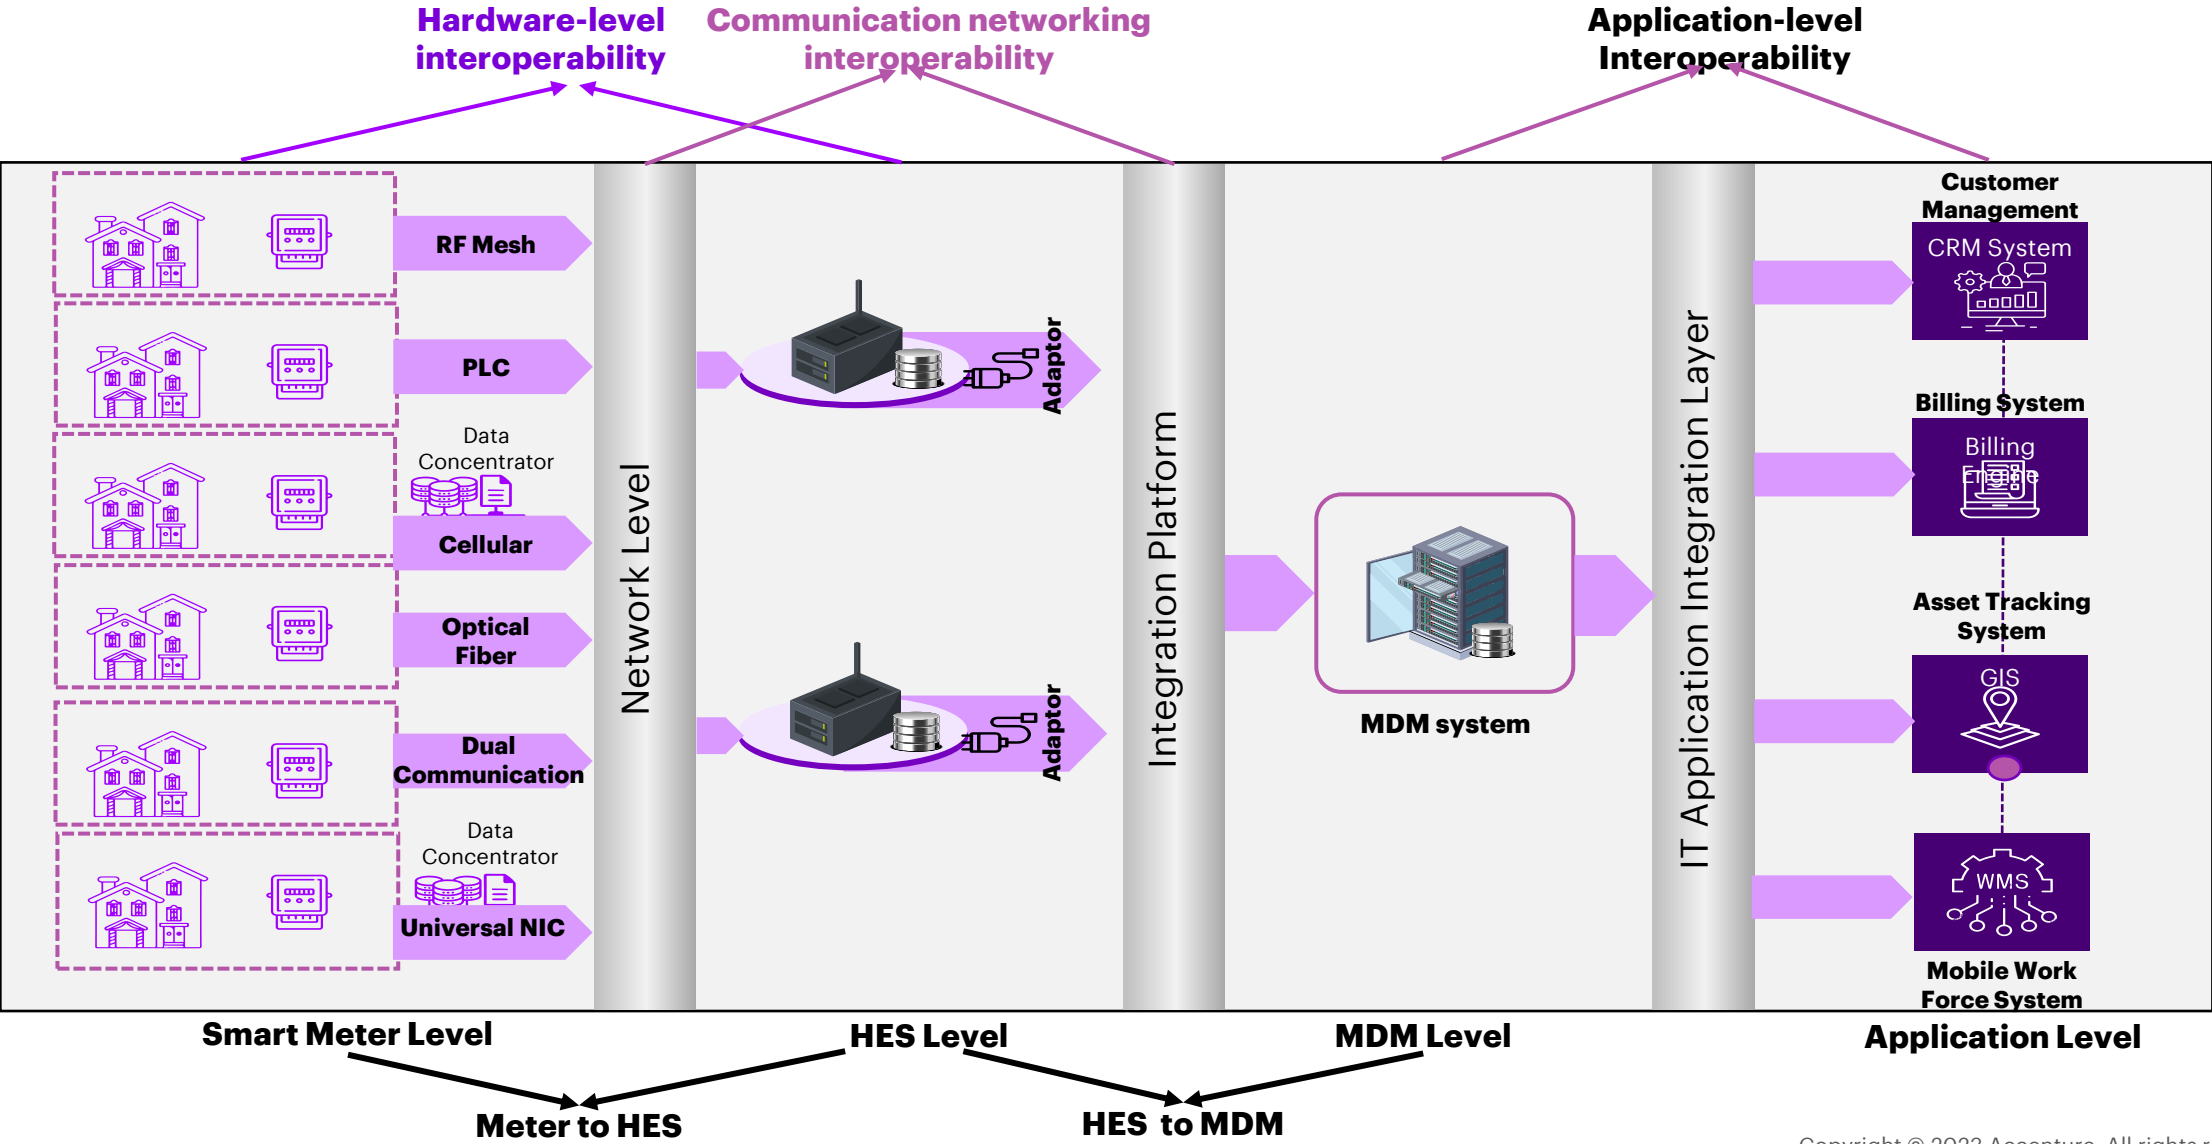 Hardware-level
interoperability
Communication networking
interoperability
Application-level
Interoperability
RF Mesh
PLC
Data
Concentrator
Cellular
Optical
Fiber
Dual
Communication
Data
Concentrator
Universal NIC
Network Level
Adaptor
Adaptor
Integration Platform
MDM system
IT Application Integration Layer
Customer
Management
CRM System
Billing System
Billing
Engine
Asset Tracking
System
GIS
WMS
Mobile Work
Force System
Smart Meter Level
HES Level
MDM Level
Application Level
Meter to HES
HES to MDM